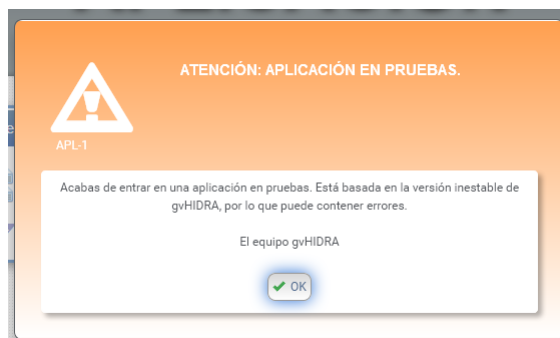 ATENCIÓN: APLICACIÓN EN PRUEBAS.
APL-1
Acabas de entrar en una aplicación en pruebas. Está basada en la versión inestable de
gvHIDRA, por lo que puede contener errores.
El equipo gvHIDRA
OK